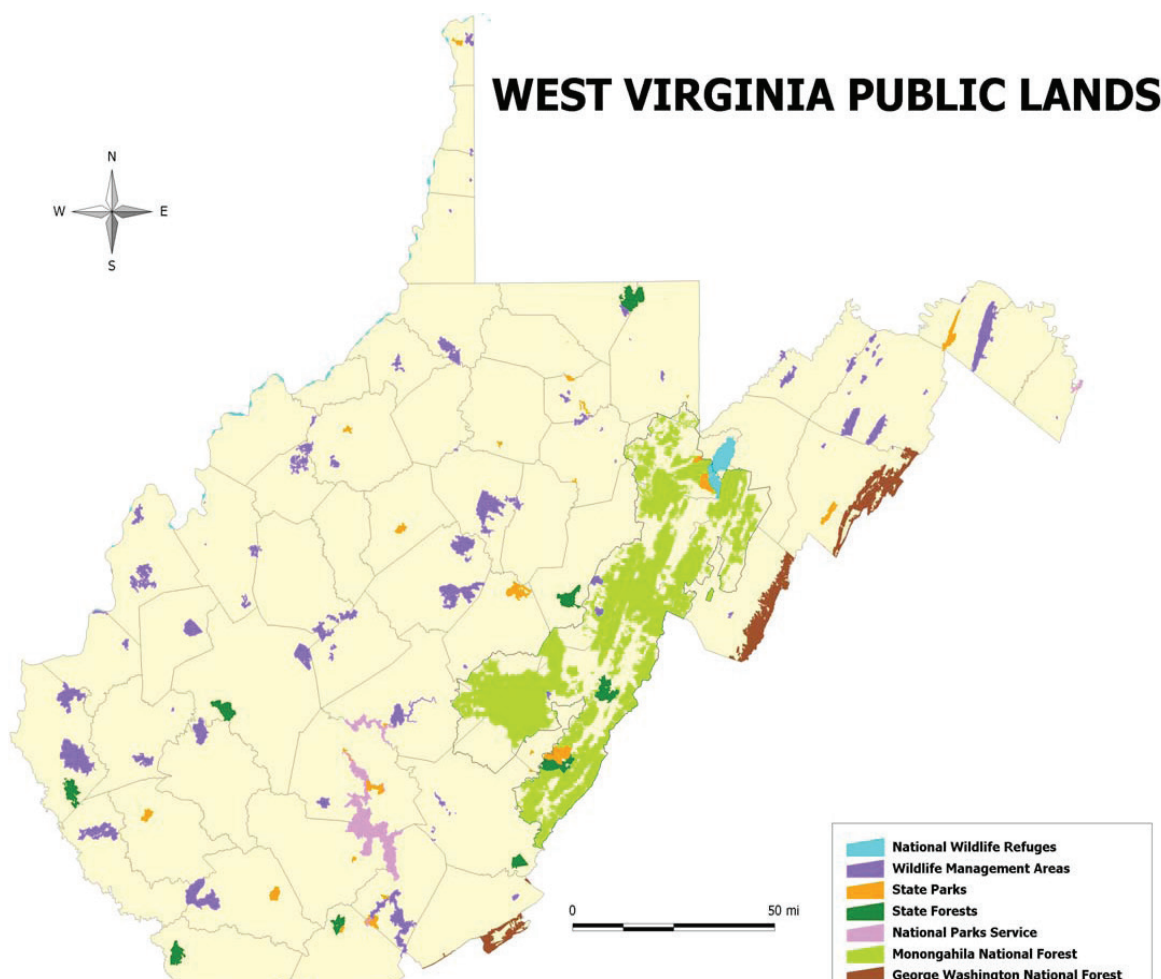 WEST VIRGINIA PUBLIC LANDS
N
W E
S
0 50 mi
National Wildlife Refuges
Wildlife Management Areas
State Parks
State Forests
National Parks Service
Monongahila National Forest
George Washington National Forest